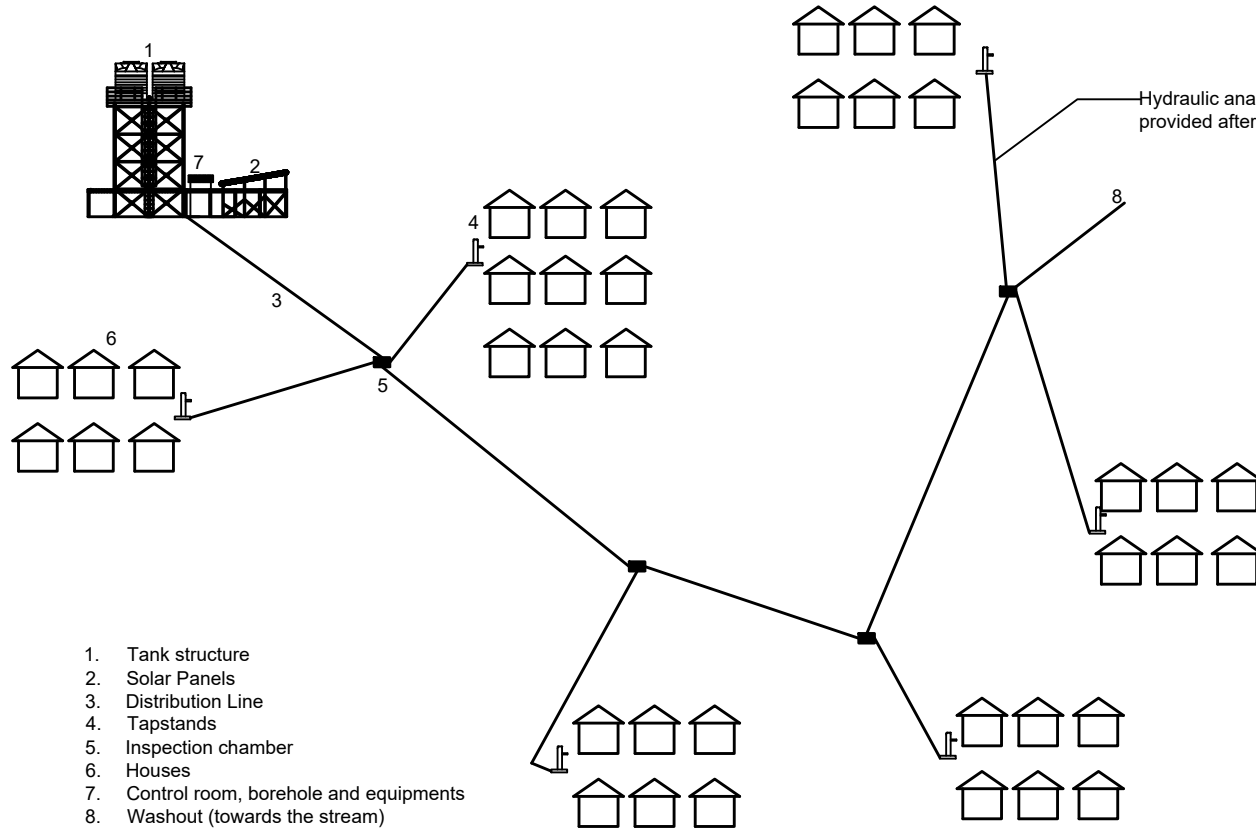 1
Hydraulic ana
provided after
7
2
8
4
3
6
5
1. Tank structure
2. Solar Panels
3. Distribution Line
4. Tapstands
5. Inspection chamber
6. Houses
7. Control room, borehole and equipments
8. Washout (towards the stream)